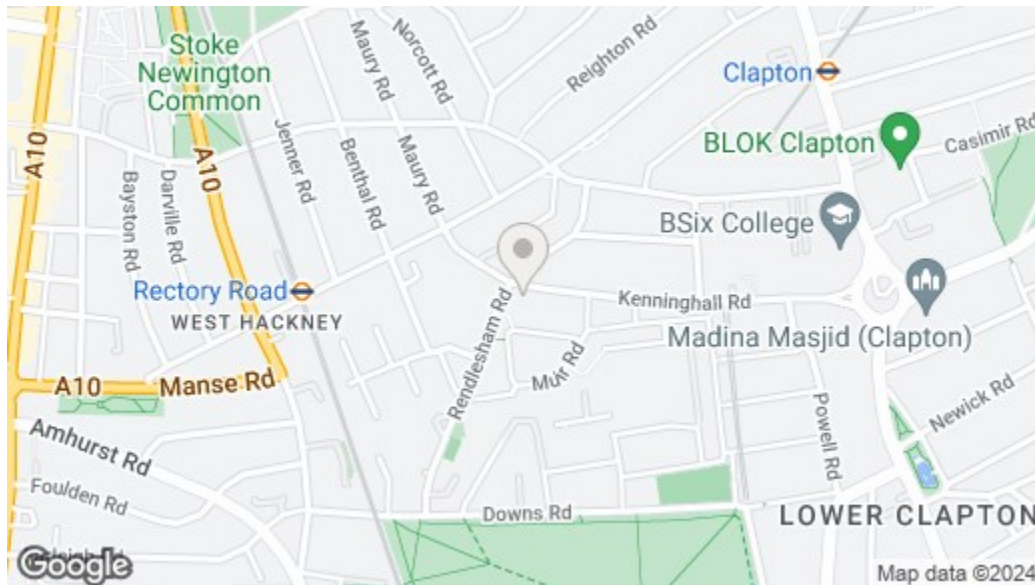 Stoke
Newington
Common
Maury Rd
Norcott Rd
Reighton Rd
Clapton
BLOK Clapton
Casimir Rd
A10
A10
Jenner Rd
Benthal Rd
Maury Rd
Darville Rd
Bayston Rd
BSix College
Rectory Road
WEST HACKNEY
Kenninghall Rd
Madina Masjid (Clapton)
Rendlesham Rd
Muir Rd
A10
Manse Rd
Powell Rd
Newick Rd
Amhurst Rd
Foulden Rd
Downs Rd
LOWER CLAPTON
Google
Map data ©2024